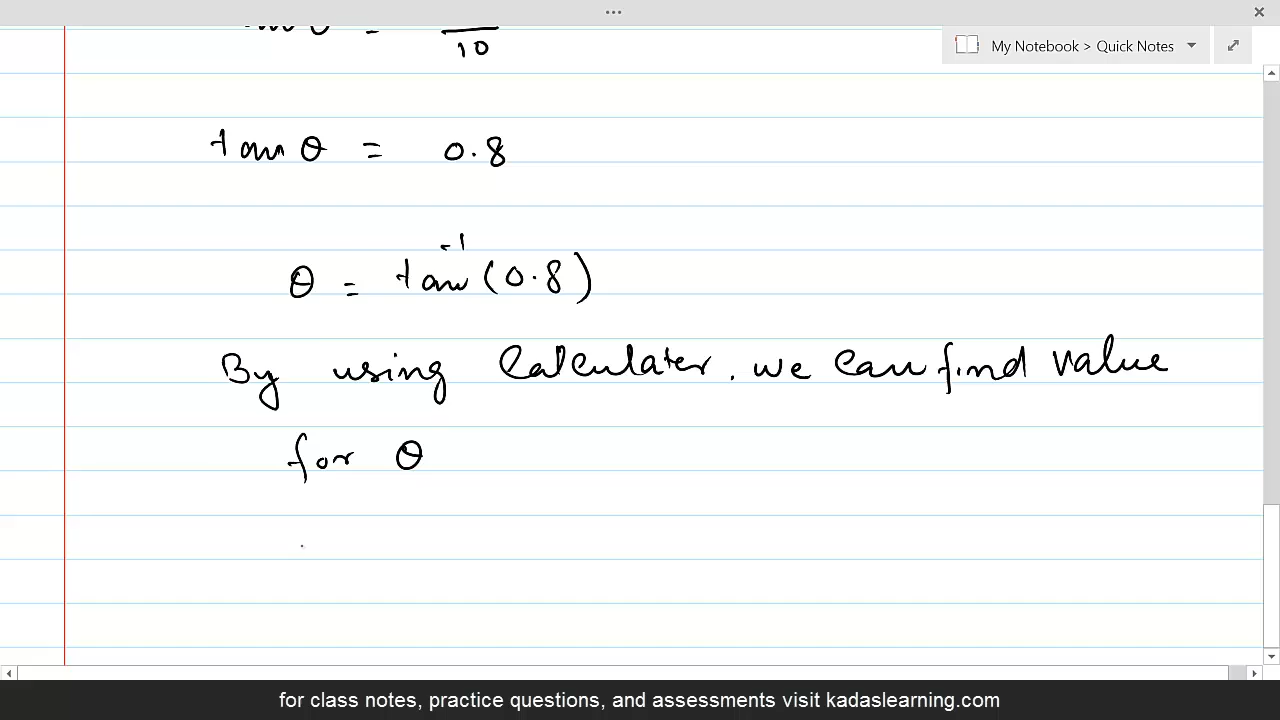 tan θ = 
10
My Notebook > Quick Notes
tan θ = 0.8
θ = tan⁻¹(0.8)
By using Calculater. we can find value
for θ
for class notes, practice questions, and assessments visit kadaslearning.com